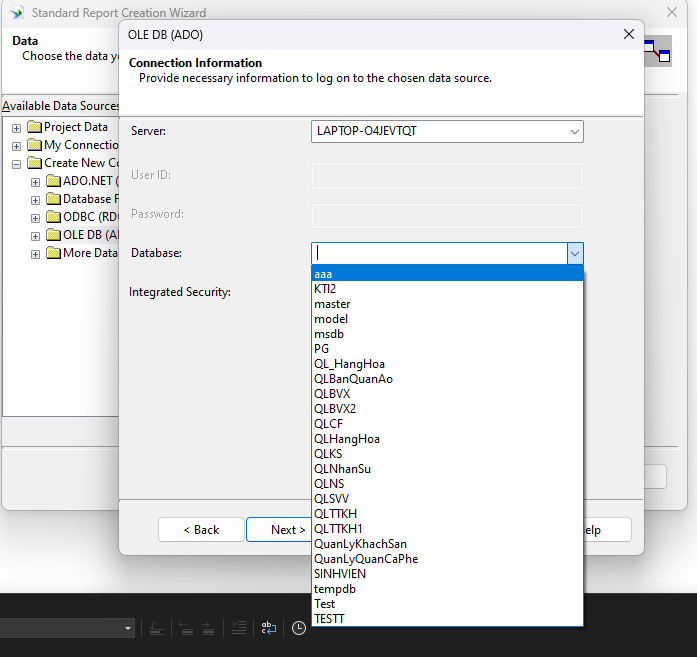 Standard Report Creation Wizard
Data
Choose the data y
Available Data Sources
Project Data
My Connectio
Create New Co
ADO.NET (
Database F
ODBC (RDO
OLE DB (AD
More Data
OLE DB (ADO)
Connection Information
Provide necessary information to log on to the chosen data source.
Server:
LAPTOP-O4JEVTQT
User ID:
Password:
Database:
Integrated Security:
aaa
KTI2
master
model
msdb
PG
QL_HangHoa
QLBanQuanAo
QLBVX
QLBVX2
QLCF
QLHangHoa
QLKS
QLNhanSu
QLNS
QLSVV
QLTTKH
QLTTKH1
QuanLyKhachSan
QuanLyQuanCaPhe
SINHVIEN
tempdb
Test
TESTT
< Back
Next >
elp